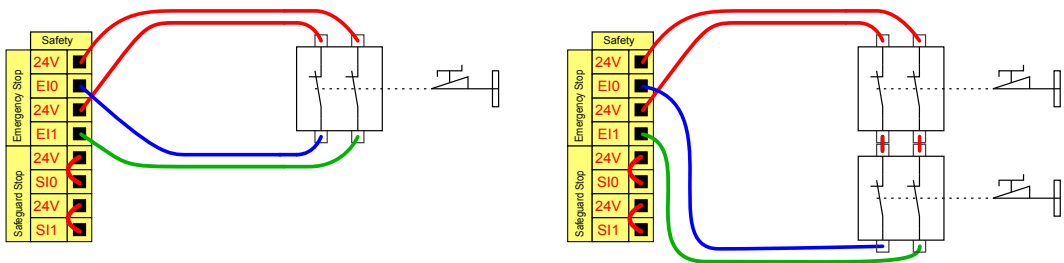 Safety
Emergency Stop
24V
EI0
24V
EI1
Safeguard Stop
24V
SI0
24V
SI1
Safety
Emergency Stop
24V
EI0
24V
EI1
Safeguard Stop
24V
SI0
24V
SI1